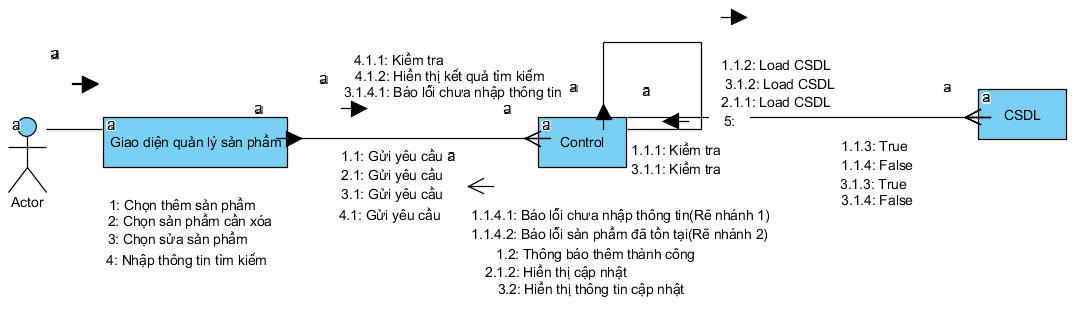 a
4.1.1: Kiểm tra
4.1.2: Hiển thị kết quả tìm kiếm
3.1.4.1: Báo lỗi chưa nhập thông tin
a
a
a
a
a
1.1.2: Load CSDL
3.1.2: Load CSDL
2.1.1: Load CSDL
5:
a
a
CSDL
a
Actor
a
Giao diện quản lý sản phẩm
a
Control
1.1: Gửi yêu cầu
a
2.1: Gửi yêu cầu
3.1: Gửi yêu cầu
4.1: Gửi yêu cầu
1.1.1: Kiểm tra
3.1.1: Kiểm tra
1.1.3: True
1.1.4: False
3.1.3: True
3.1.4: False
1: Chọn thêm sản phẩm
2: Chọn sản phẩm cần xóa
3: Chọn sửa sản phẩm
4: Nhập thông tin tìm kiếm
1.1.4.1: Báo lỗi chưa nhập thông tin(Rẽ nhánh 1)
1.1.4.2: Báo lỗi sản phẩm đã tồn tại(Rẽ nhánh 2)
1.2: Thông báo thêm thành công
2.1.2: Hiển thị cập nhật
3.2: Hiển thị thông tin cập nhật